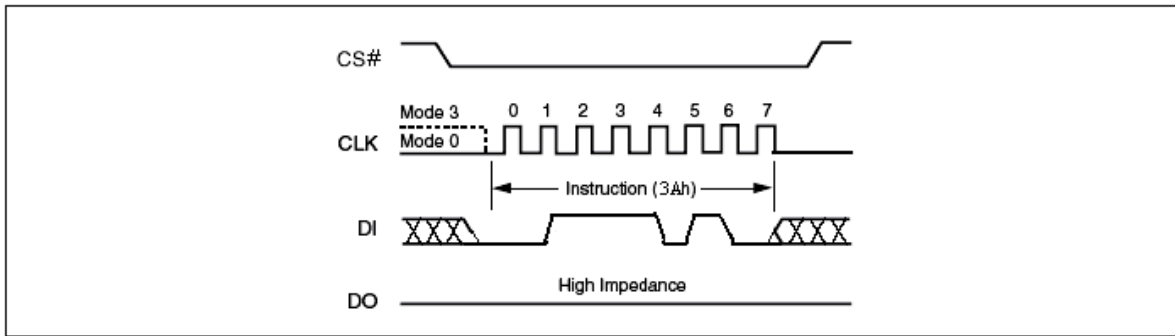 CS#
Mode 3 0 1 2 3 4 5 6 7
CLK Mode 0
Instruction (3Ah)
DI
High Impedance
DO